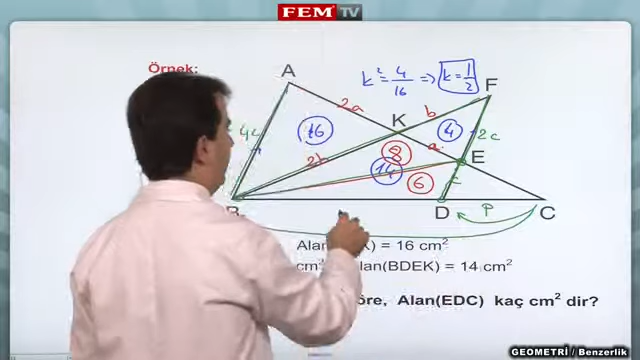 FEM TV
Örnek:
k² = 4/16 => k = 1/2
A
F
2a
b
K
4c
16
4
2c
2b
8
a
E
14
6
c
B
D
P
C
Alan( K) = 16 cm²
cm² lan(BDEK) = 14 cm²
öre, Alan(EDC) kaç cm² dir?
GEOMETRİ / Benzerlik